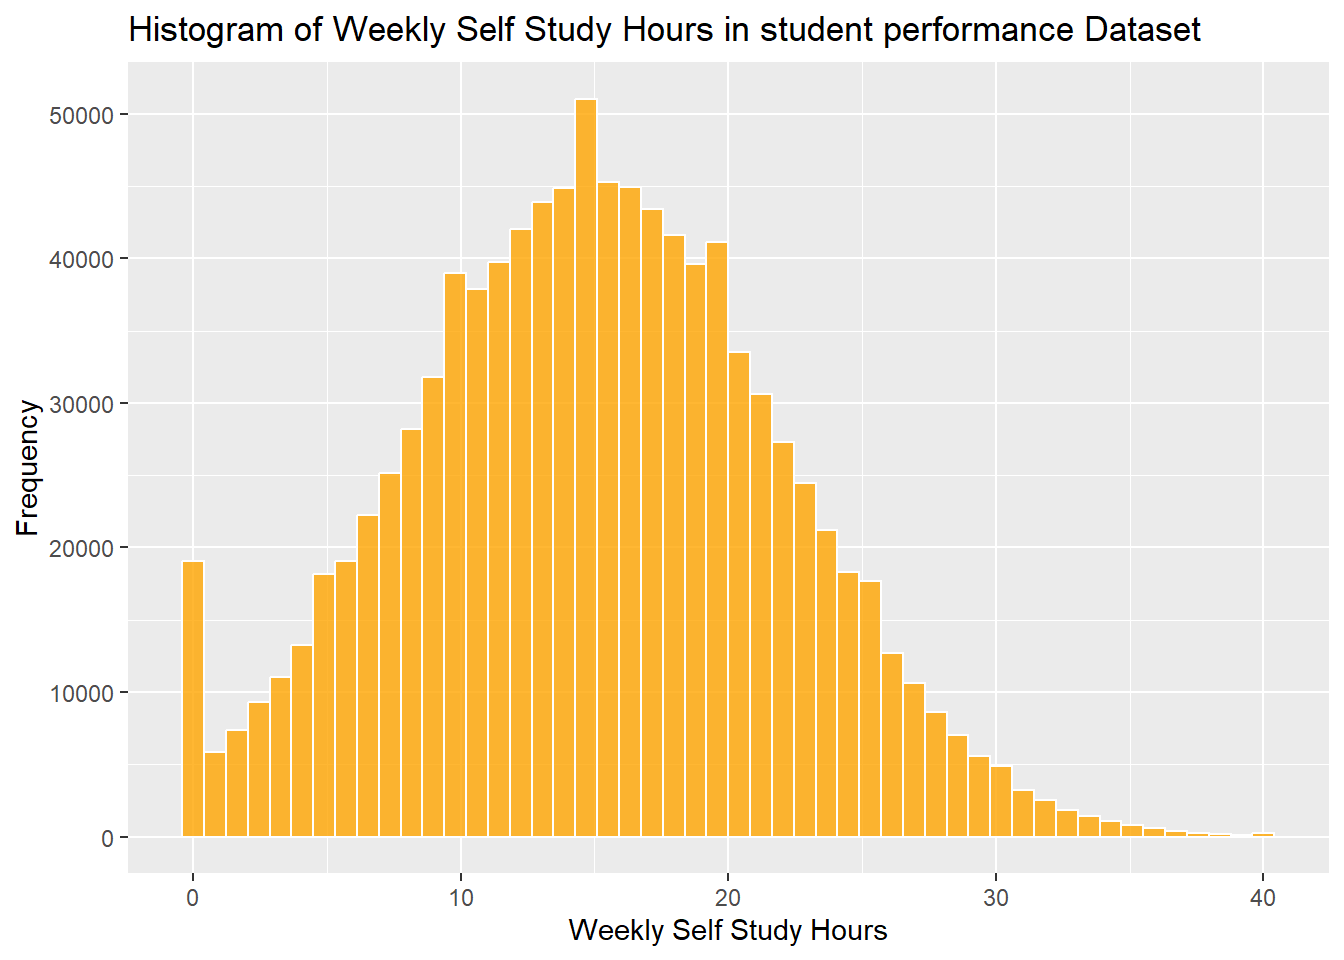 Histogram of Weekly Self Study Hours in student performance Dataset
50000
40000
30000
20000
10000
0
Frequency
0 10 20 30 40
Weekly Self Study Hours